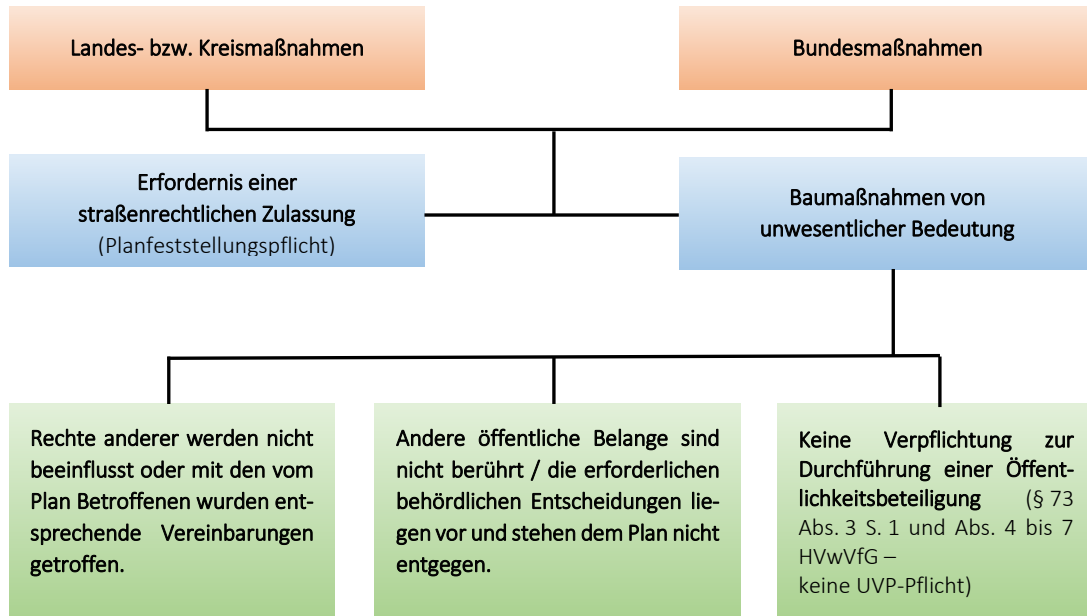 Landes- bzw. Kreismaßnahmen
Bundesmaßnahmen
Erfordernis einer
straßenrechtlichen Zulassung
(Planfeststellungspflicht)
Baumaßnahmen von
unwesentlicher Bedeutung
Rechte anderer werden nicht
beeinflusst oder mit den vom
Plan Betroffenen wurden ent-
sprechende Vereinbarungen
getroffen.
Andere öffentliche Belange sind
nicht berührt / die erforderlichen
behördlichen Entscheidungen lie-
gen vor und stehen dem Plan nicht
entgegen.
Keine Verpflichtung zur
Durchführung einer Öffent-
lichkeitsbeteiligung (§ 73
Abs. 3 S. 1 und Abs. 4 bis 7
HVwVfG –
keine UVP-Pflicht)